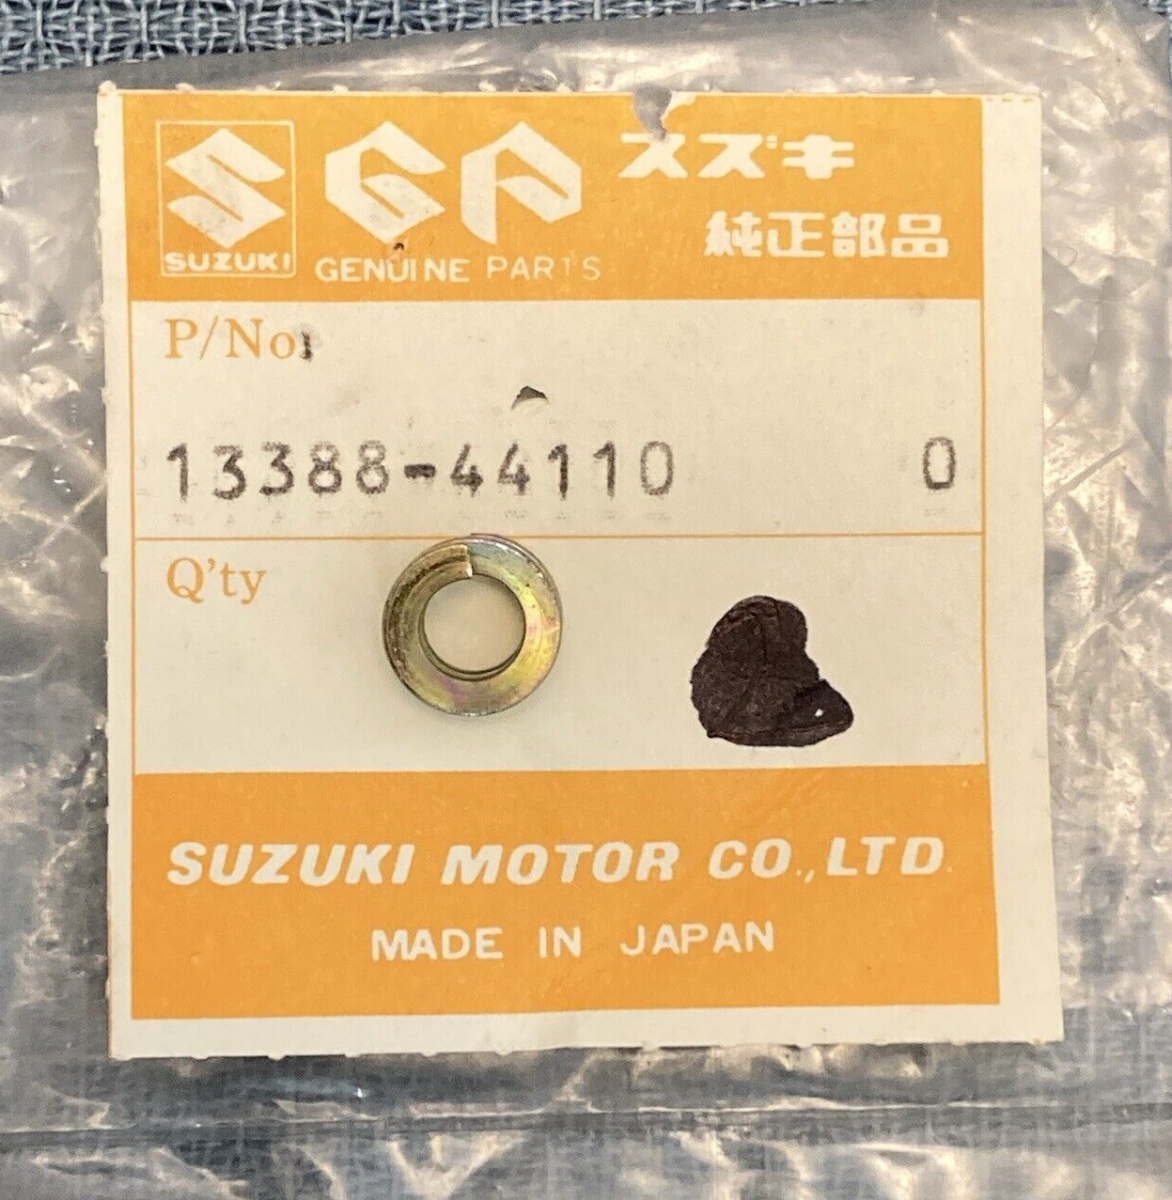 SUZUKI
GP
GENUINE PARTS
スズキ
純正部品
P/No.
13388-44110 0
Q'ty
SUZUKI MOTOR CO.,LTD.
MADE IN JAPAN